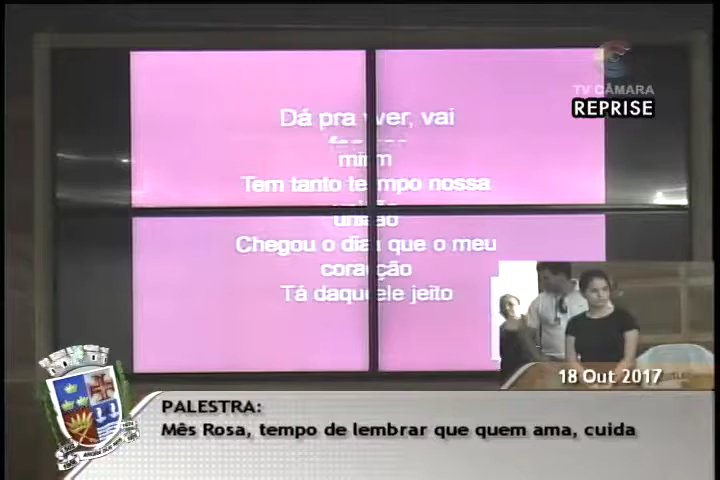 Dá pra ver, vai
mim
Tem tanto tempo nossa
união
Chegou o dia que o meu
coração
Tá daquele jeito
TV CÂMARA
REPRISE
18 Out 2017
PALESTRA:
Mês Rosa, tempo de lembrar que quem ama, cuida